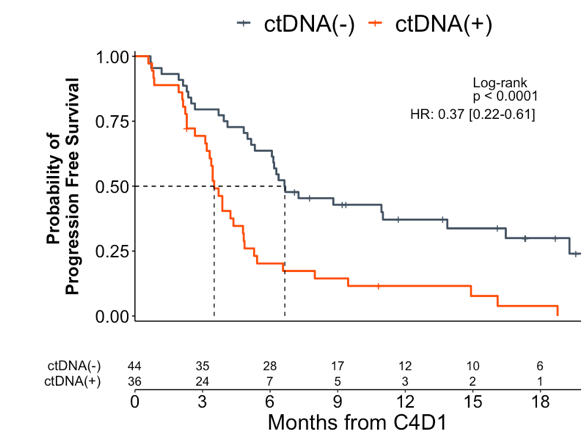 ctDNA(-) ctDNA(+)
Log-rank
p < 0.0001
HR: 0.37 [0.22-0.61]
Probability of
Progression Free Survival
1.00
0.75
0.50
0.25
0.00
ctDNA(-) 44 35 28 17 12 10 6
ctDNA(+) 36 24 7 5 3 2 1
0 3 6 9 12 15 18
Months from C4D1